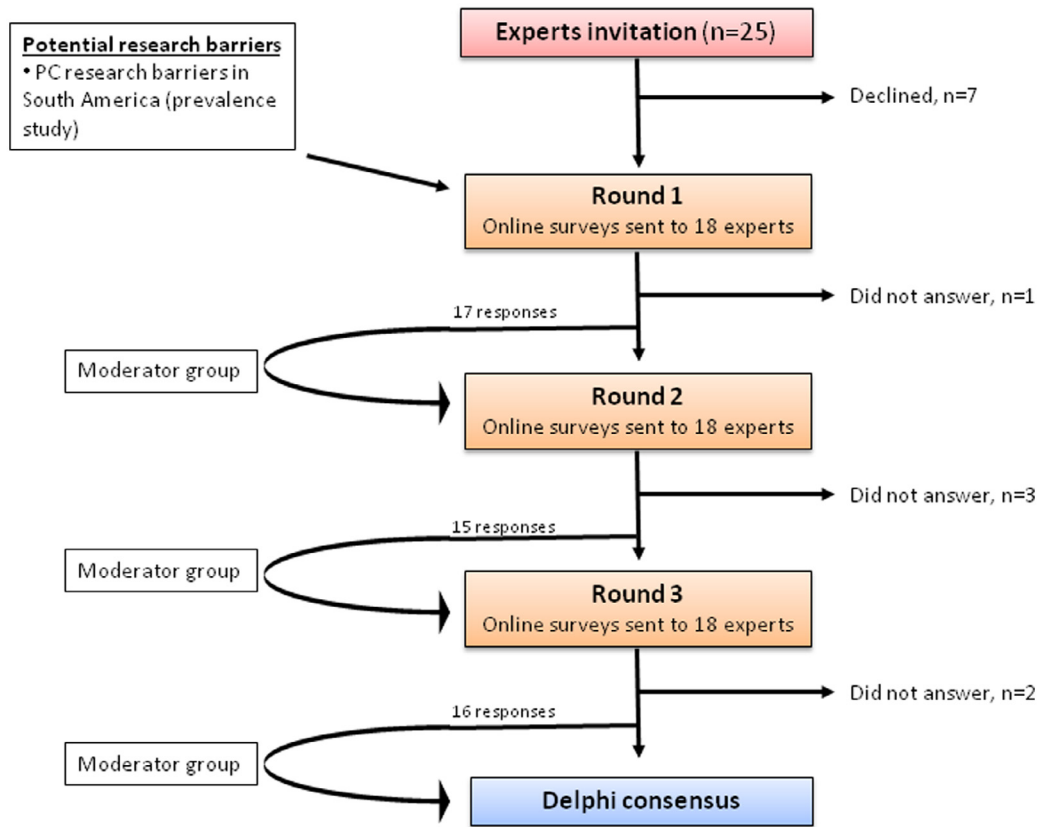 Experts invitation (n=25)
Potential research barriers
• PC research barriers in
South America (prevalence
study)
Declined, n=7
Round 1
Online surveys sent to 18 experts
Did not answer, n=1
17 responses
Moderator group
Round 2
Online surveys sent to 18 experts
Did not answer, n=3
15 responses
Moderator group
Round 3
Online surveys sent to 18 experts
Did not answer, n=2
16 responses
Moderator group
Delphi consensus